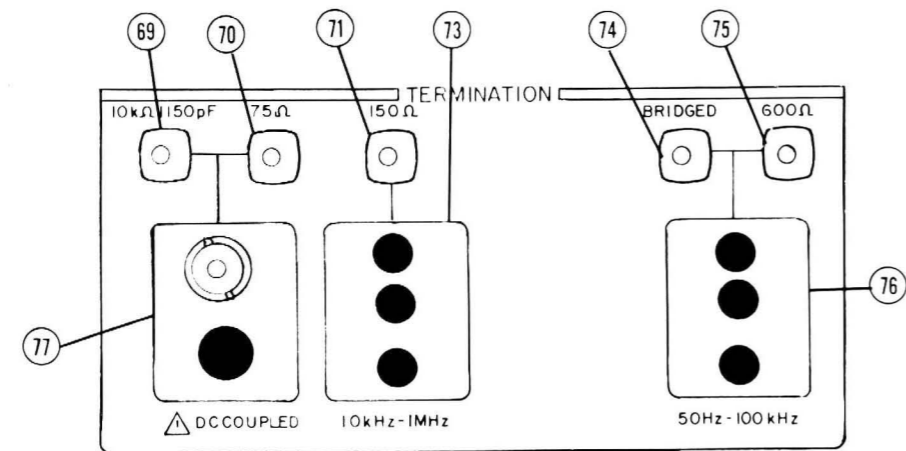 69 70 71 73 74 75
TERMINATION
10kΩ 1150pF 75Ω 150Ω BRIDGED 600Ω
76
77
⚠ DC COUPLED 10kHz-1MHz 50Hz-100kHz